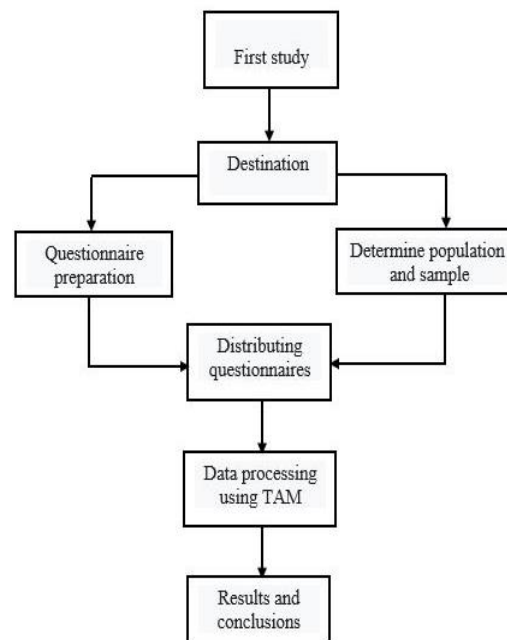 First study
Destination
Questionnaire
preparation
Determine population
and sample
Distributing
questionnaires
Data processing
using TAM
Results and
conclusions